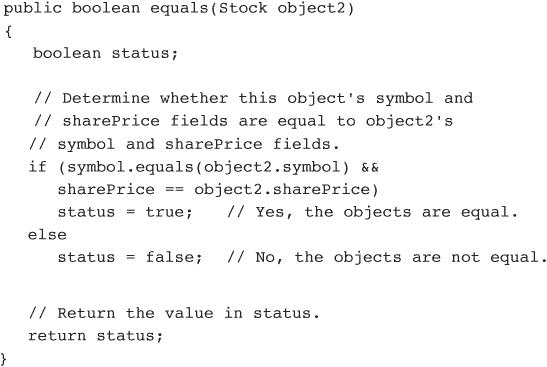 public boolean equals(Stock object2)
{
boolean status;
// Determine whether this object's symbol and
// sharePrice fields are equal to object2's
// symbol and sharePrice fields.
if (symbol.equals(object2.symbol) &&
sharePrice == object2.sharePrice)
status = true; // Yes, the objects are equal.
else
status = false; // No, the objects are not equal.
// Return the value in status.
return status;
}